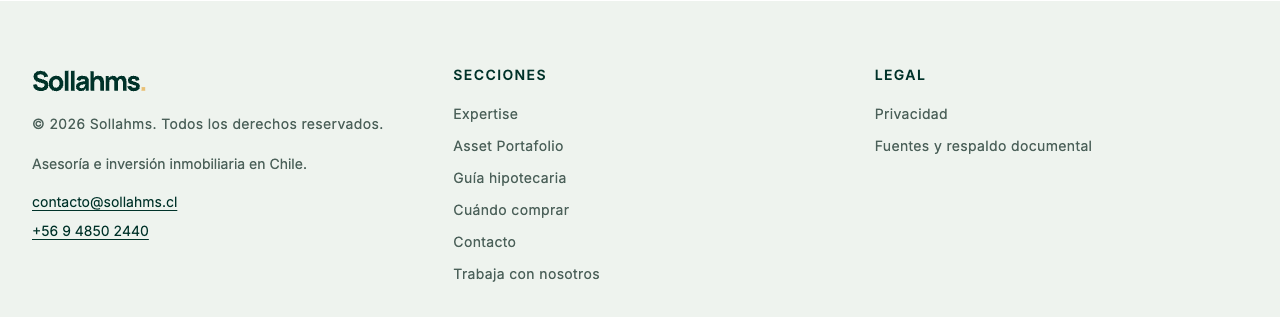 Sollahms.
© 2026 Sollahms. Todos los derechos reservados.
Asesoría e inversión inmobiliaria en Chile.
contacto@sollahms.cl
+56 9 4850 2440
SECCIONES
Expertise
Asset Portafolio
Guía hipotecaria
Cuándo comprar
Contacto
Trabaja con nosotros
LEGAL
Privacidad
Fuentes y respaldo documental